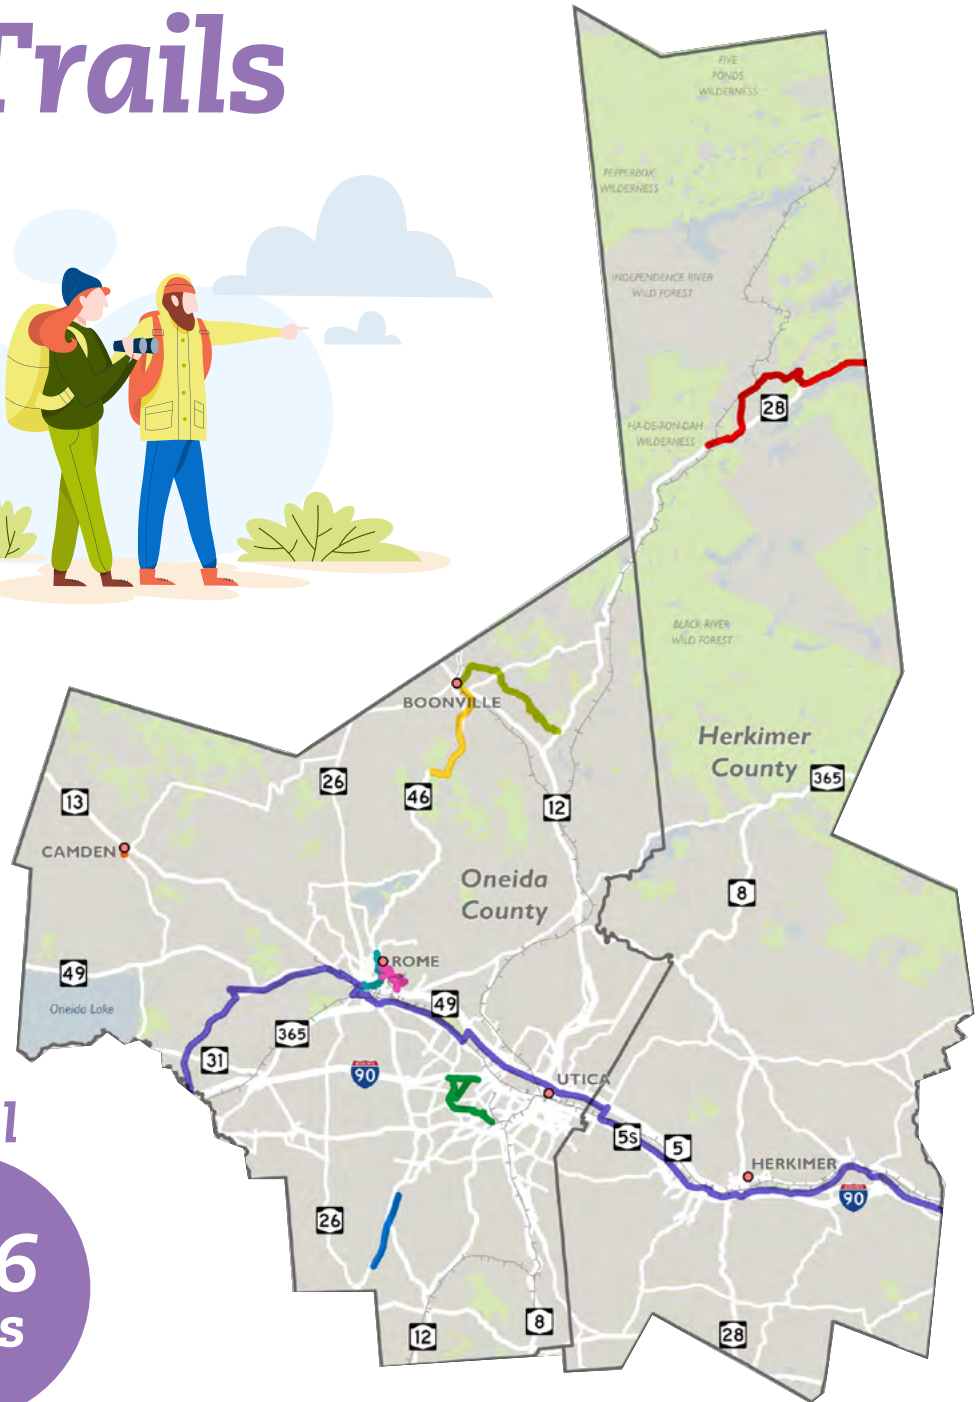 Trails
FIVE
PONDS
WILDERNESS
PEPPERBOX
WILDERNESS
INDEPENDENCE RIVER
WILD FOREST
28
HA-DE-RON-DAH
WILDERNESS
BLACK RIVER
WILD FOREST
BOONVILLE
Herkimer
County
365
26
46
12
13
CAMDEN
Oneida
County
8
ROME
49
Oneida Lake
49
365
31
90
UTICA
5S
5
HERKIMER
90
l
26
6
s
12
8
28